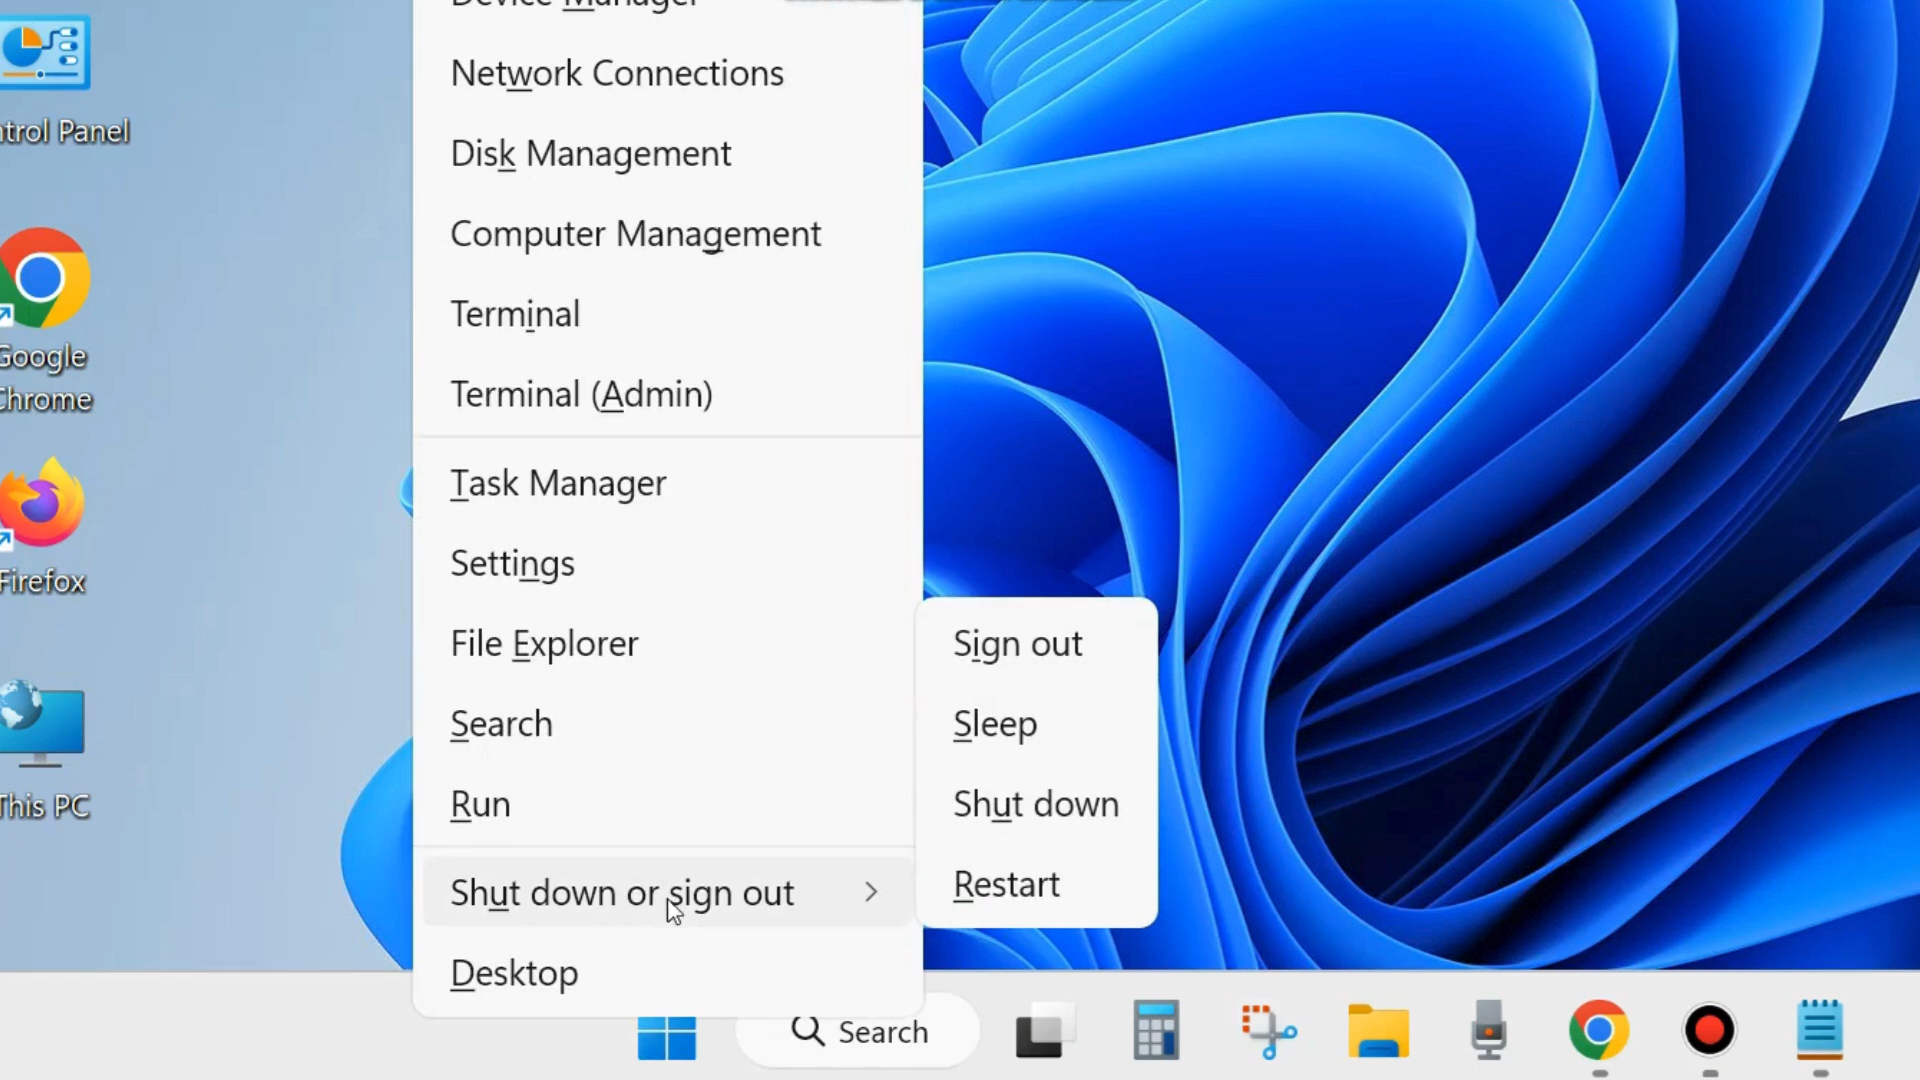 Device Manager
Network Connections
Disk Management
Computer Management
Terminal
Terminal (Admin)
Task Manager
Settings
File Explorer
Search
Run
Shut down or sign out
Desktop
Sign out
Sleep
Shut down
Restart
ntrol Panel
Google
Chrome
Firefox
This PC
Search